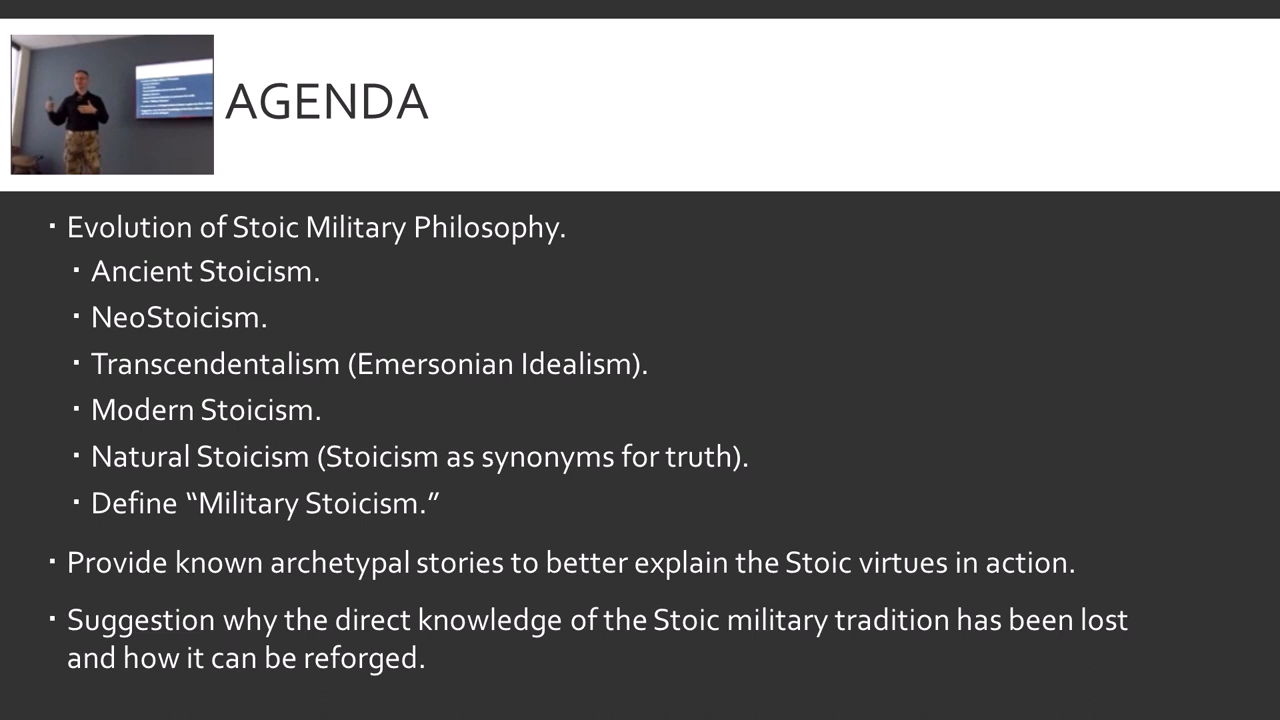 AGENDA
▪ Evolution of Stoic Military Philosophy.
▪ Ancient Stoicism.
▪ NeoStoicism.
▪ Transcendentalism (Emersonian Idealism).
▪ Modern Stoicism.
▪ Natural Stoicism (Stoicism as synonyms for truth).
▪ Define “Military Stoicism.”
▪ Provide known archetypal stories to better explain the Stoic virtues in action.
▪ Suggestion why the direct knowledge of the Stoic military tradition has been lost
and how it can be reforged.